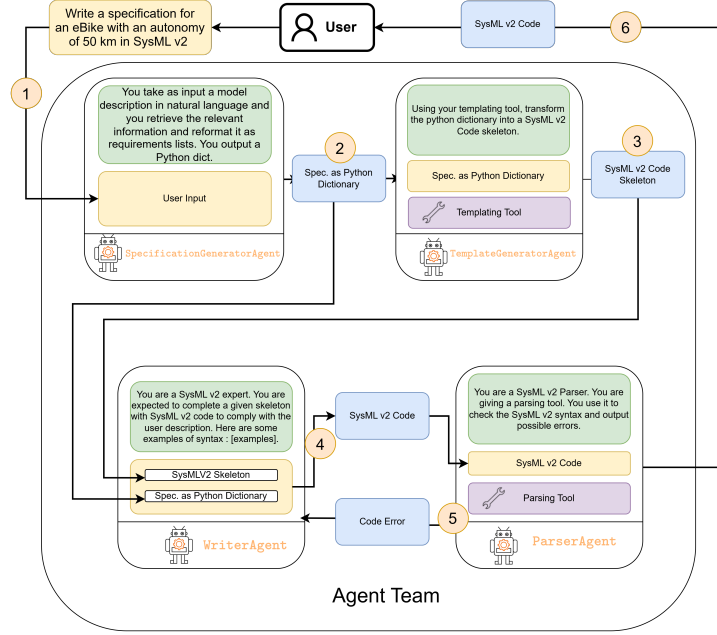 Write a specification for
an eBike with an autonomy
of 50 km in SysML v2
User
SysML v2 Code
6
1
You take as input a model
description in natural language and
you retrieve the relevant
information and reformat it as
requirements lists. You output a
Python dict.
User Input
SpecificationGeneratorAgent
2
Spec. as Python
Dictionary
Using your templating tool, transform
the python dictionary into a SysML v2
Code skeleton.
Spec. as Python Dictionary
Templating Tool
TemplateGeneratorAgent
3
SysML v2 Code
Skeleton
You are a SysML v2 expert. You are
expected to complete a given skeleton
with SysML v2 code to comply with the
user description. Here are some
examples of syntax : [examples].
SysMLV2 Skeleton
Spec. as Python Dictionary
WriterAgent
4
SysML v2 Code
You are a SysML v2 Parser. You are
giving a parsing tool. You use it to
check the SysML v2 syntax and output
possible errors.
SysML v2 Code
Parsing Tool
ParserAgent
5
Code Error
Agent Team